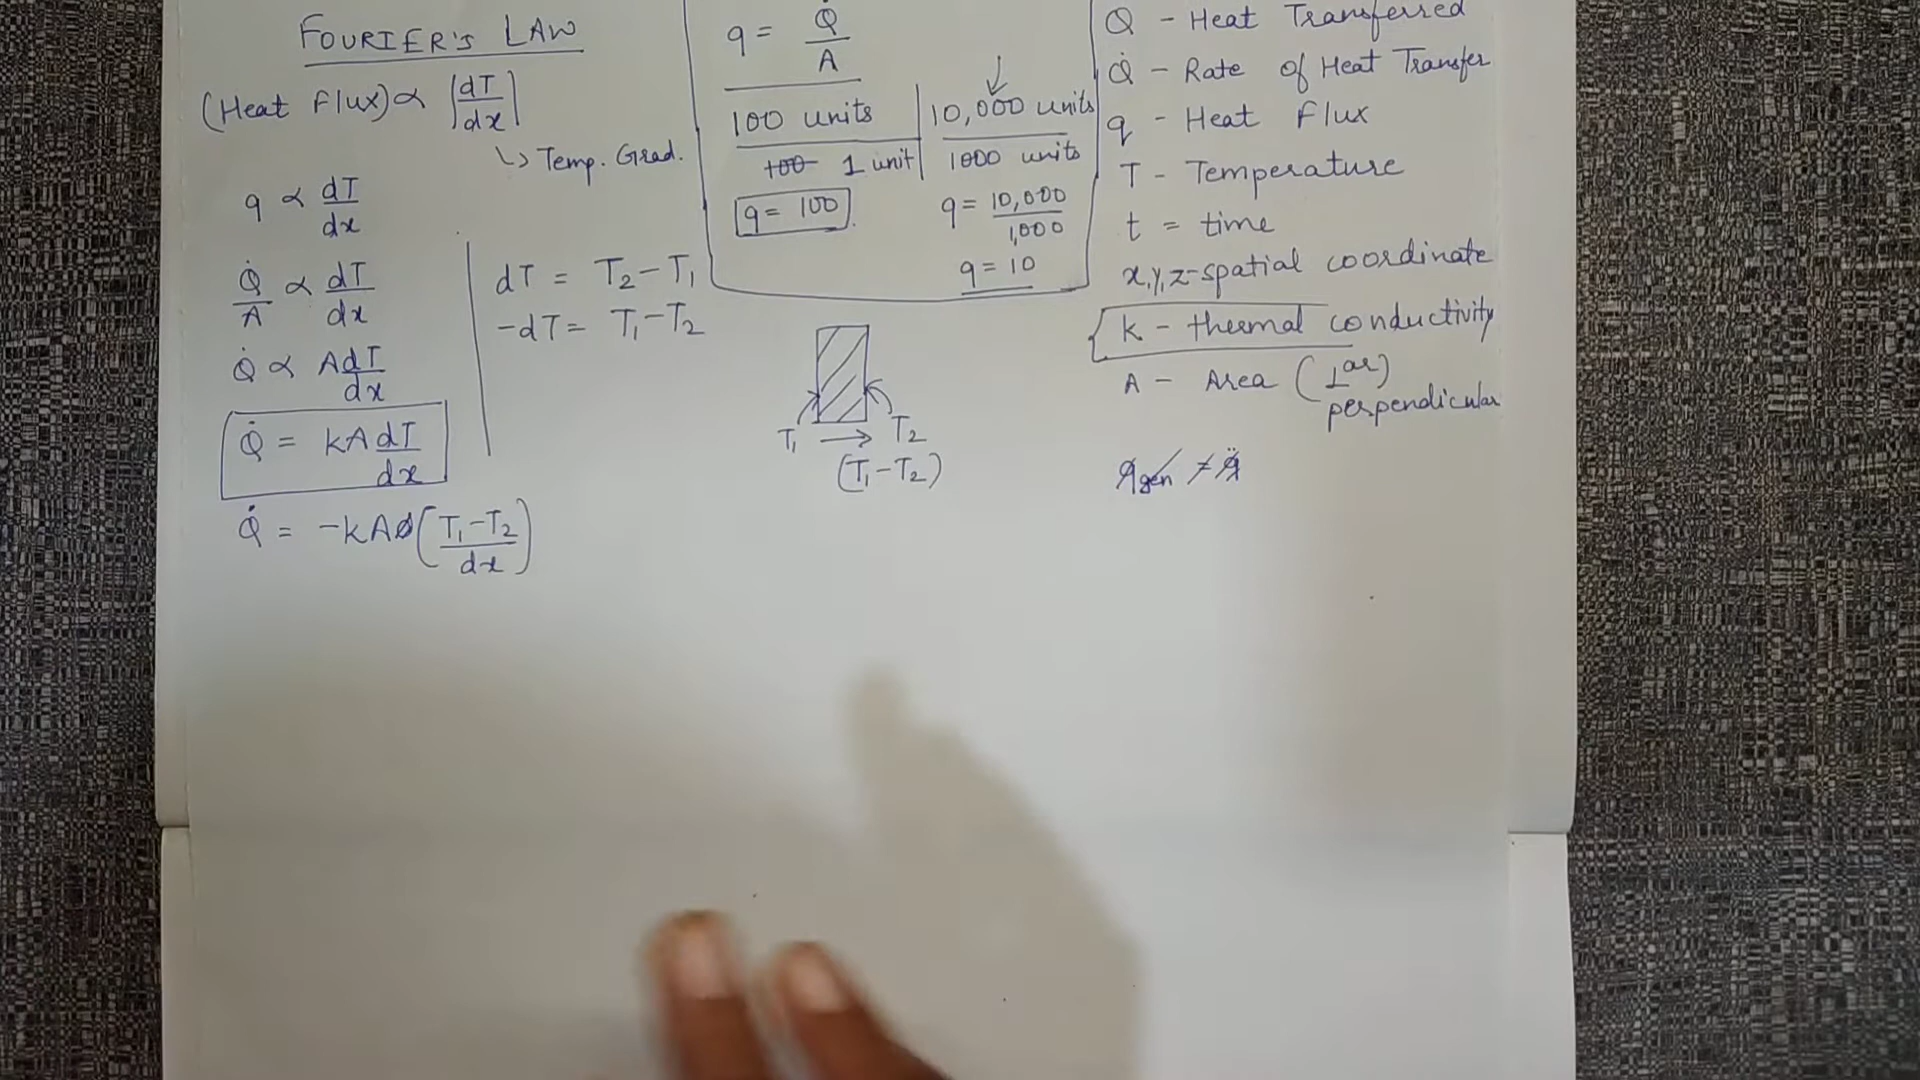 FOURIER'S LAW
(Heat Flux) ∝ |dT/dx|
↳ Temp. Grad.
q ∝ dT/dx
Q̇/A ∝ dT/dx
Q̇ ∝ A dT/dx
Q̇ = kA dT/dx
Q̇ = -kA (T₁-T₂/dx)
dT = T₂-T₁
-dT = T₁-T₂
q = Q̇/A
100 units
100 1 unit
q = 100
10,000 units
1000 units
q = 10,000/1,000
q = 10
T₁ → T₂
(T₁-T₂)
Q - Heat Transferred
Q̇ - Rate of Heat Transfer
q - Heat Flux
T - Temperature
t = time
x,y,z-spatial coordinate
k - thermal conductivity
A - Area (⊥ar)
perpendicular